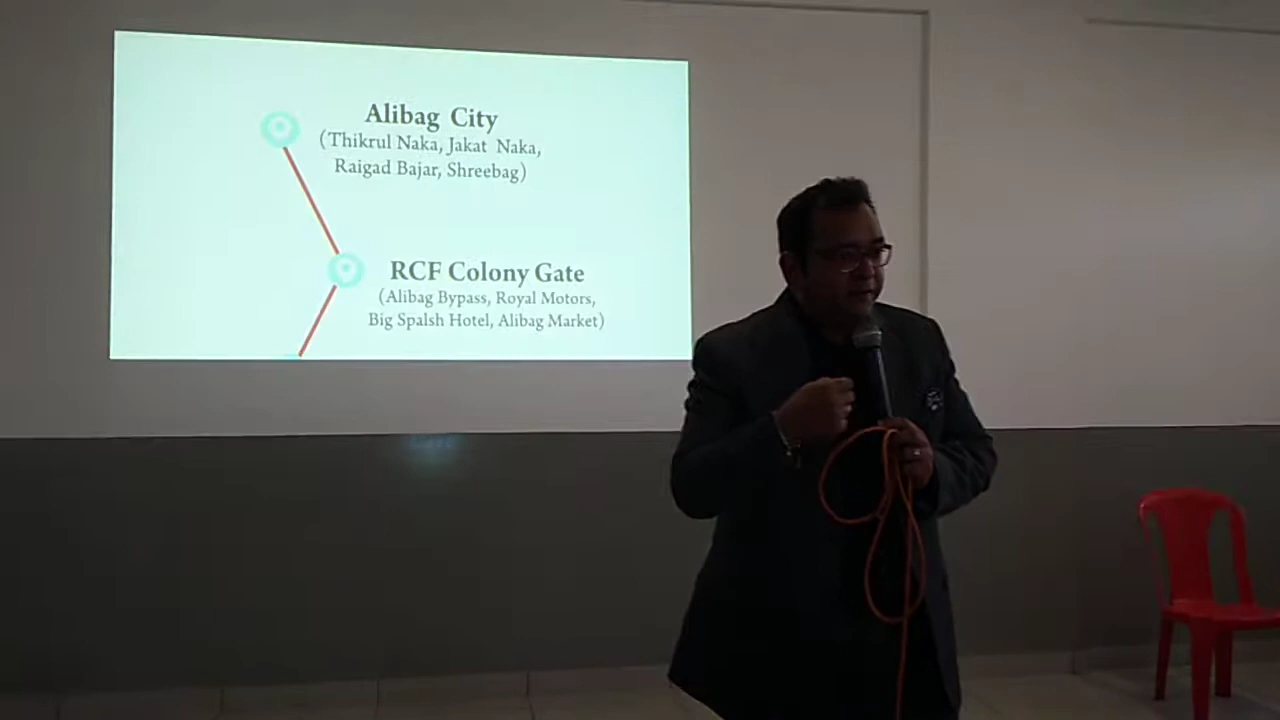 Alibag City
(Thikrul Naka, Jakat Naka,
Raigad Bajar, Shreebag)
RCF Colony Gate
(Alibag Bypass, Royal Motors,
Big Spalsh Hotel, Alibag Market)